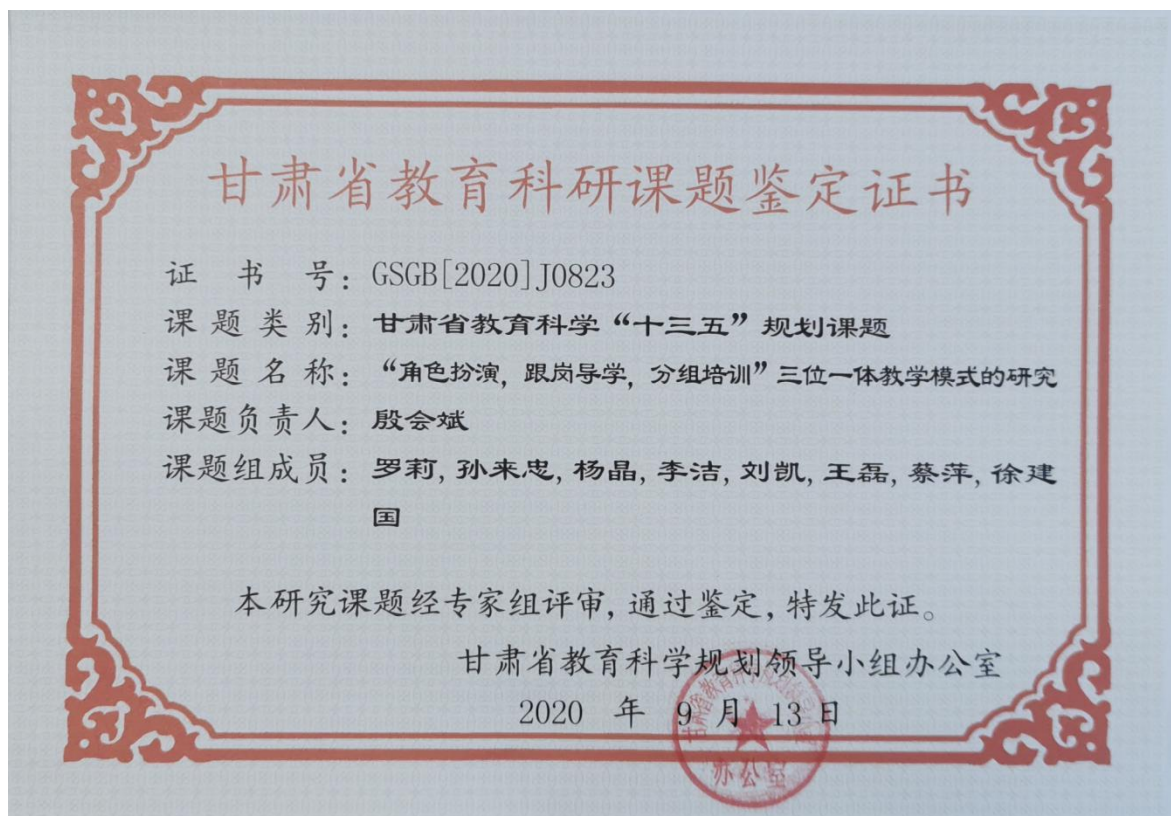 甘肃省教育科研课题鉴定证书
证书号：GSGB[2020]J0823
课题类别：甘肃省教育科学“十三五”规划课题
课题名称：“角色扮演，跟岗导学，分组培训”三位一体教学模式的研究
课题负责人：殷会斌
课题组成员：罗莉，孙来忠，杨晶，李洁，刘凯，王磊，蔡萍，徐建
国
本研究课题经专家组评审，通过鉴定，特发此证。
甘肃省教育科学规划领导小组办公室
2020 年 9 月 13 日
办公室